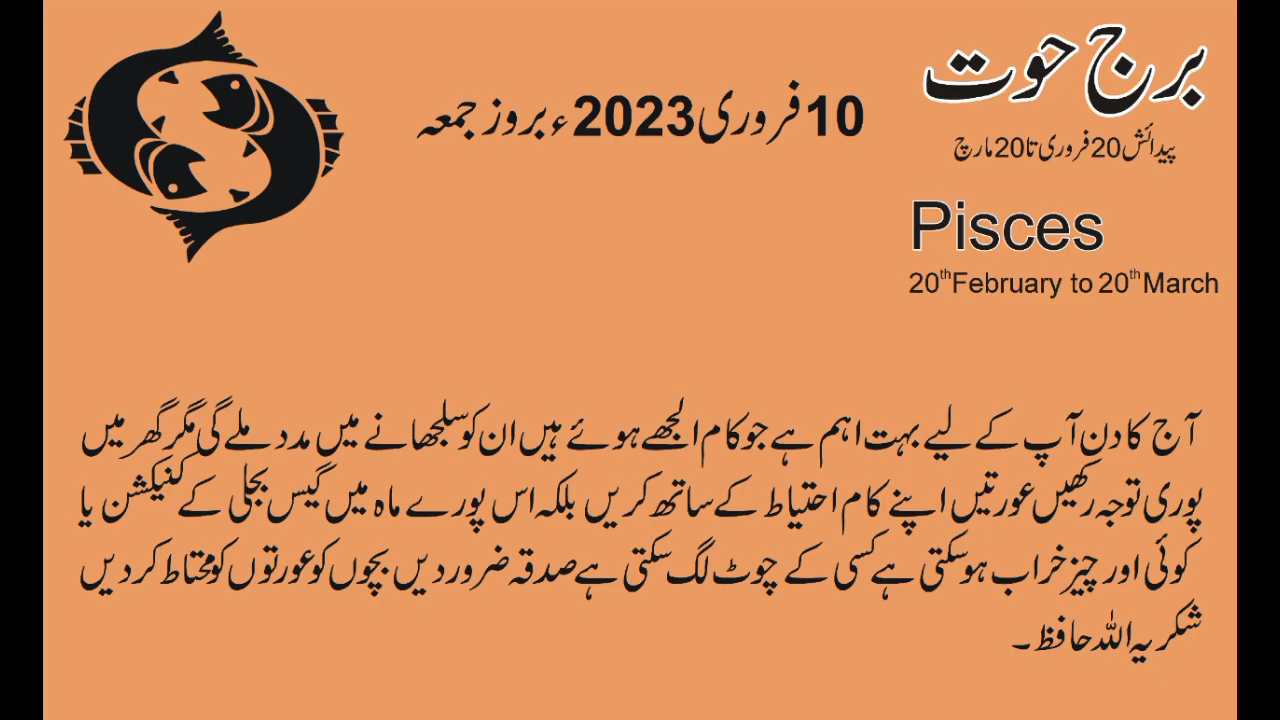 برج حوت
پیدائش 20 فروری تا 20 مارچ
10 فروری 2023ء بروز جمعہ
Pisces
20th February to 20th March
آج کا دن آپ کے لیے بہت اہم ہے جو کام الجھے ہوئے ہیں ان کو سلجھانے میں مدد ملے گی مگر گھر میں
پوری توجہ رکھیں عورتیں اپنے کام احتیاط کے ساتھ کریں بلکہ اس پورے ماہ میں گیس بجلی کے کنیکشن یا
کوئی اور چیز خراب ہو سکتی ہے کسی کے چوٹ لگ سکتی ہے صدقہ ضرور دیں بچوں کو عورتوں کو محتاط کر دیں
شکریہ اللہ حافظ۔